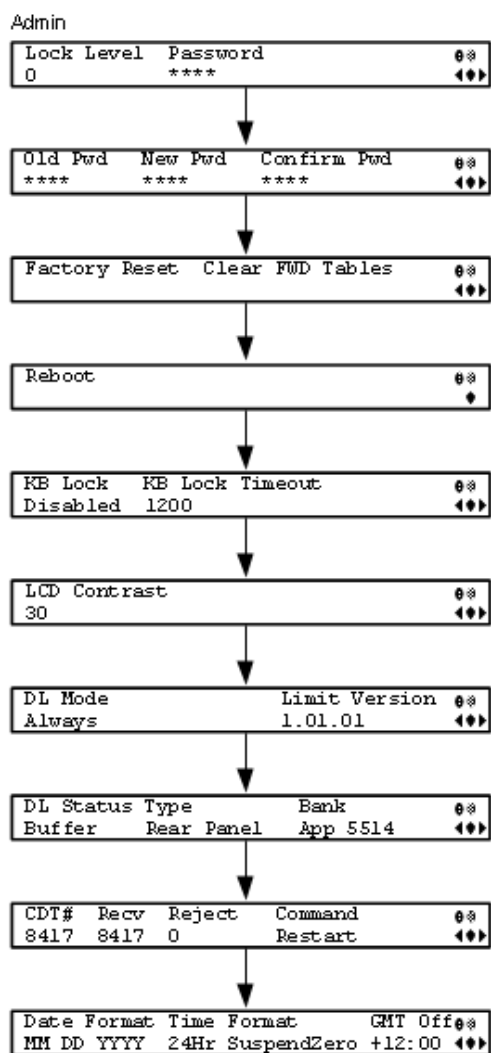 Admin
Lock Level Password
0 ****
Old Pwd New Pwd Confirm Pwd
**** **** ****
Factory Reset Clear FWD Tables
Reboot
KB Lock KB Lock Timeout
Disabled 1200
LCD Contrast
30
DL Mode Limit Version
Always 1.01.01
DL Status Type Bank
Buffer Rear Panel App 5514
CDT# Recv Reject Command
8417 8417 0 Restart
Date Format Time Format GMT Off
MM DD YYYY 24Hr SuspendZero +12:00